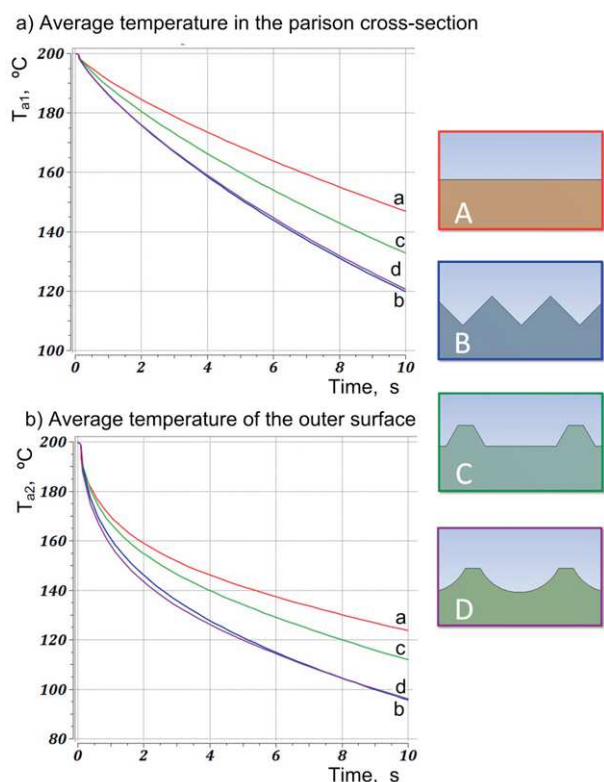 a) Average temperature in the parison cross-section
Ta1, ºC
200
180
160
140
120
100
a
c
d
b
0 2 4 6 8 10
Time, s
b) Average temperature of the outer surface
Ta2, ºC
200
180
160
140
120
100
80
a
c
d
b
0 2 4 6 8 10
Time, s
A
B
C
D